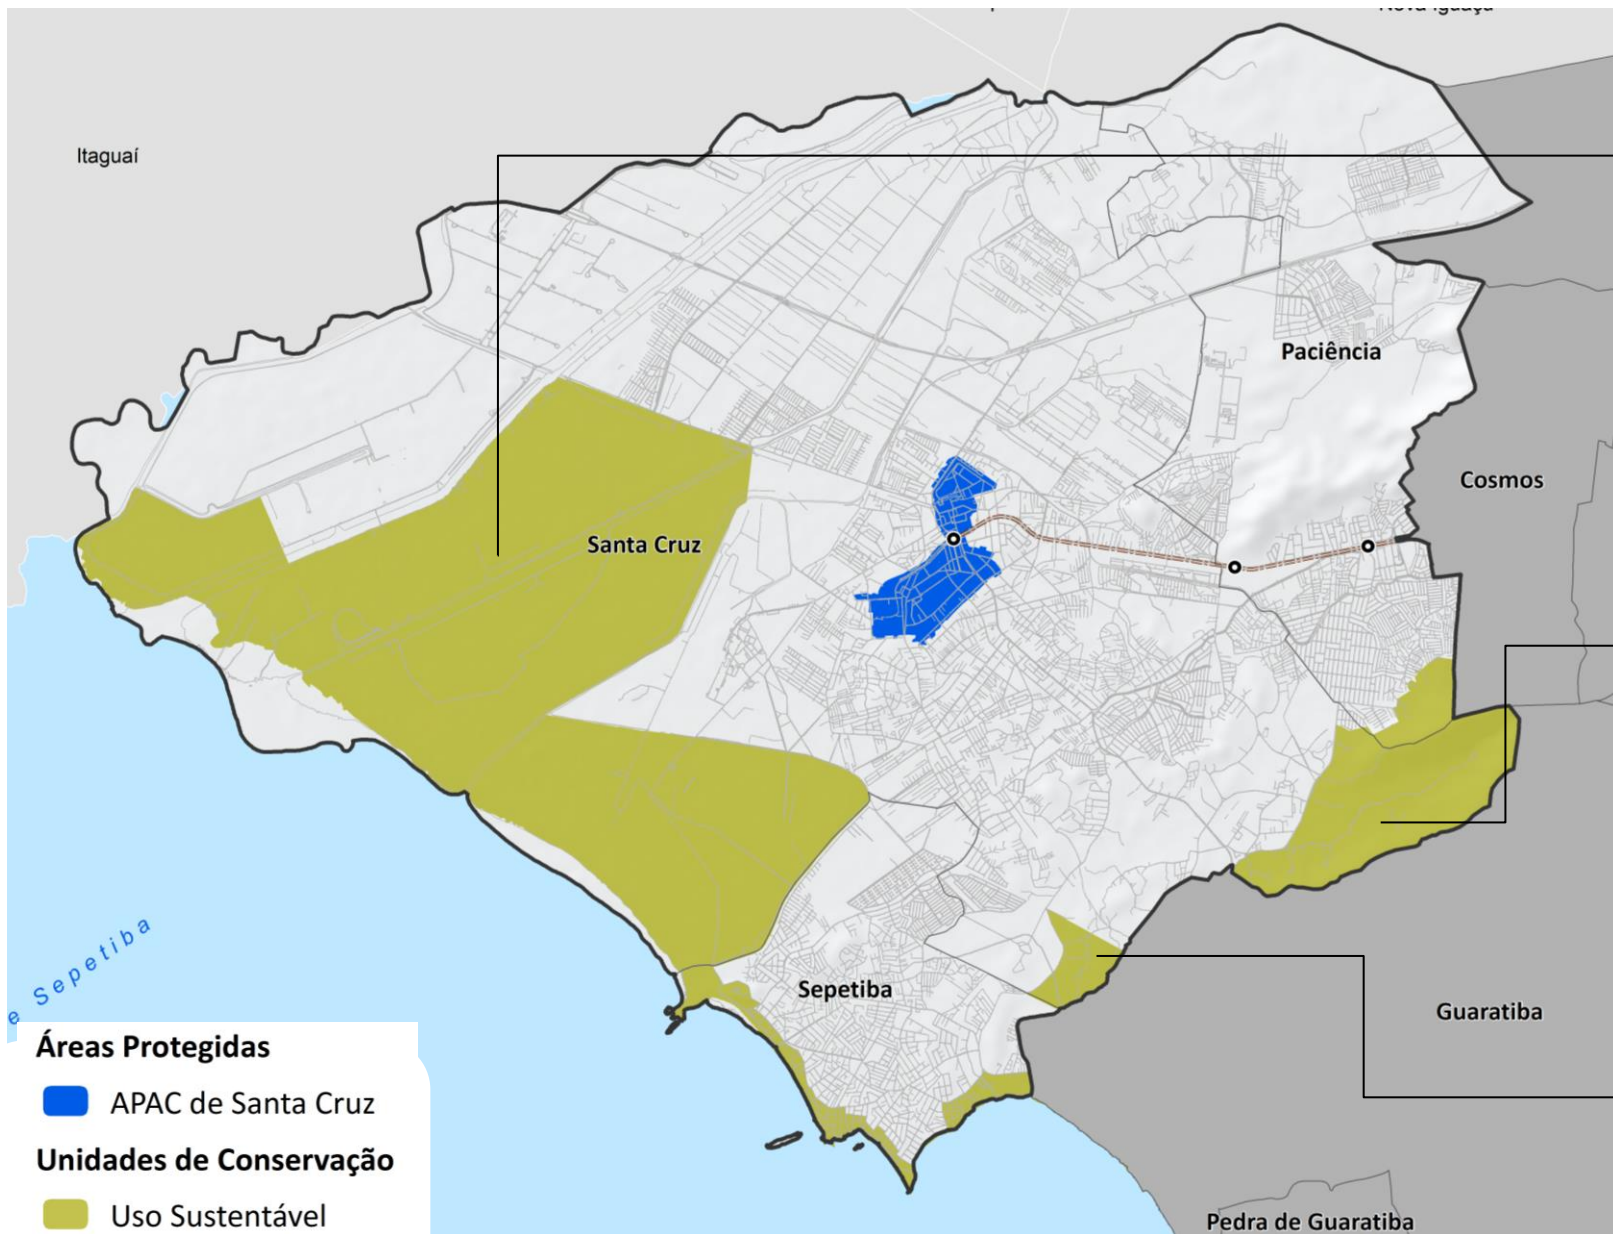 Itaguaí
Paciência
Cosmos
Santa Cruz
e Sepetiba
Sepetiba
Guaratiba
Pedra de Guaratiba
Áreas Protegidas
APAC de Santa Cruz
Unidades de Conservação
Uso Sustentável